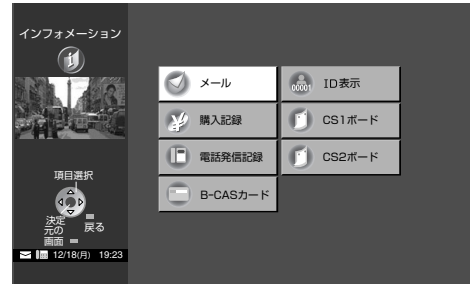 インフォメーション
メール
ID表示
00001
購入記録
CS1ボード
電話発信記録
CS2ボード
B-CASカード
項目選択
決定
戻る
元の
画面
12/18(月) 19:23